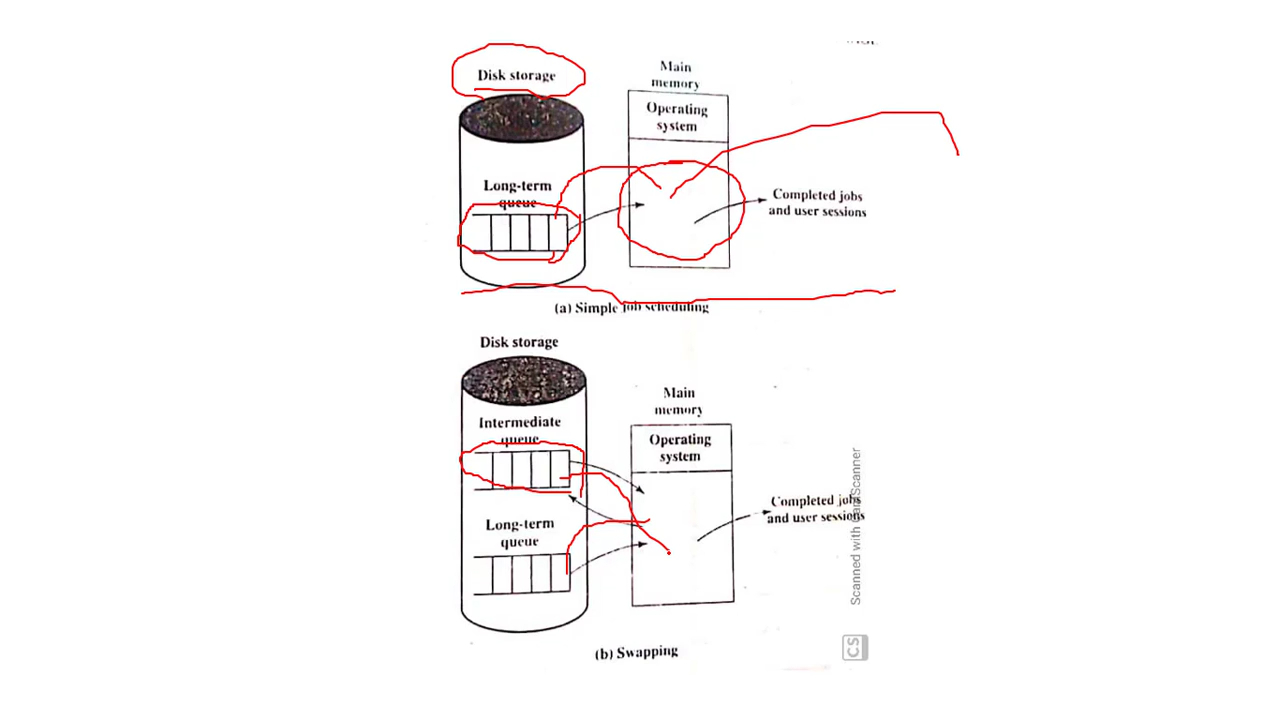 Disk storage
Main
memory
Operating
system
Long-term
queue
Completed jobs
and user sessions
(a) Simple job scheduling
Disk storage
Main
memory
Intermediate
queue
Operating
system
Completed jobs
and user sessions
Long-term
queue
(b) Swapping
Scanned with CamScanner
CS